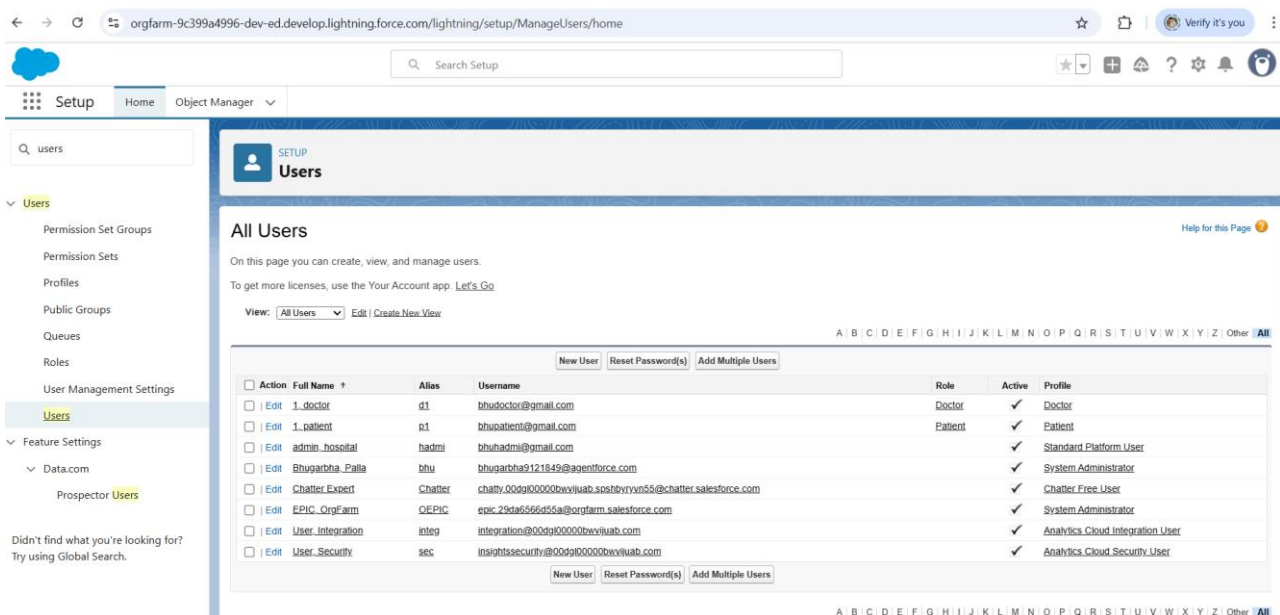 orgfarm-9c399a4996-dev-ed.develop.lightning.force.com/lightning/setup/ManageUsers/home Verify it's you
Search Setup
Setup Home Object Manager
users
SETUP
Users
Users
Permission Set Groups
Permission Sets
Profiles
Public Groups
Queues
Roles
User Management Settings
Users
Feature Settings
Data.com
Prospector Users
Didn't find what you're looking for?
Try using Global Search.
All Users Help for this Page
On this page you can create, view, and manage users.
To get more licenses, use the Your Account app. Let's Go
View: All Users Edit | Create New View
A | B | C | D | E | F | G | H | I | J | K | L | M | N | O | P | Q | R | S | T | U | V | W | X | Y | Z | Other All
New User Reset Password(s) Add Multiple Users
Action Full Name ↑ Alias Username Role Active Profile
| Edit 1, doctor d1 bhudoctor@gmail.com Doctor ✓ Doctor
| Edit 1, patient p1 bhupatient@gmail.com Patient ✓ Patient
| Edit admin, hospital hadmi bhuhadmi@gmail.com ✓ Standard Platform User
| Edit Bhugarbha, Palla bhu bhugarbha9121849@agentforce.com ✓ System Administrator
| Edit Chatter Expert Chatter chatty.00dgl00000bwvijuab.spshbyryvn55@chatter.salesforce.com ✓ Chatter Free User
| Edit EPIC, OrgFarm OEPIC epic.29da6566d55a@orgfarm.salesforce.com ✓ System Administrator
| Edit User, Integration integ integration@00dgl00000bwvijuab.com ✓ Analytics Cloud Integration User
| Edit User, Security sec insightssecurity@00dgl00000bwvijuab.com ✓ Analytics Cloud Security User
New User Reset Password(s) Add Multiple Users
A | B | C | D | E | F | G | H | I | J | K | L | M | N | O | P | Q | R | S | T | U | V | W | X | Y | Z | Other All